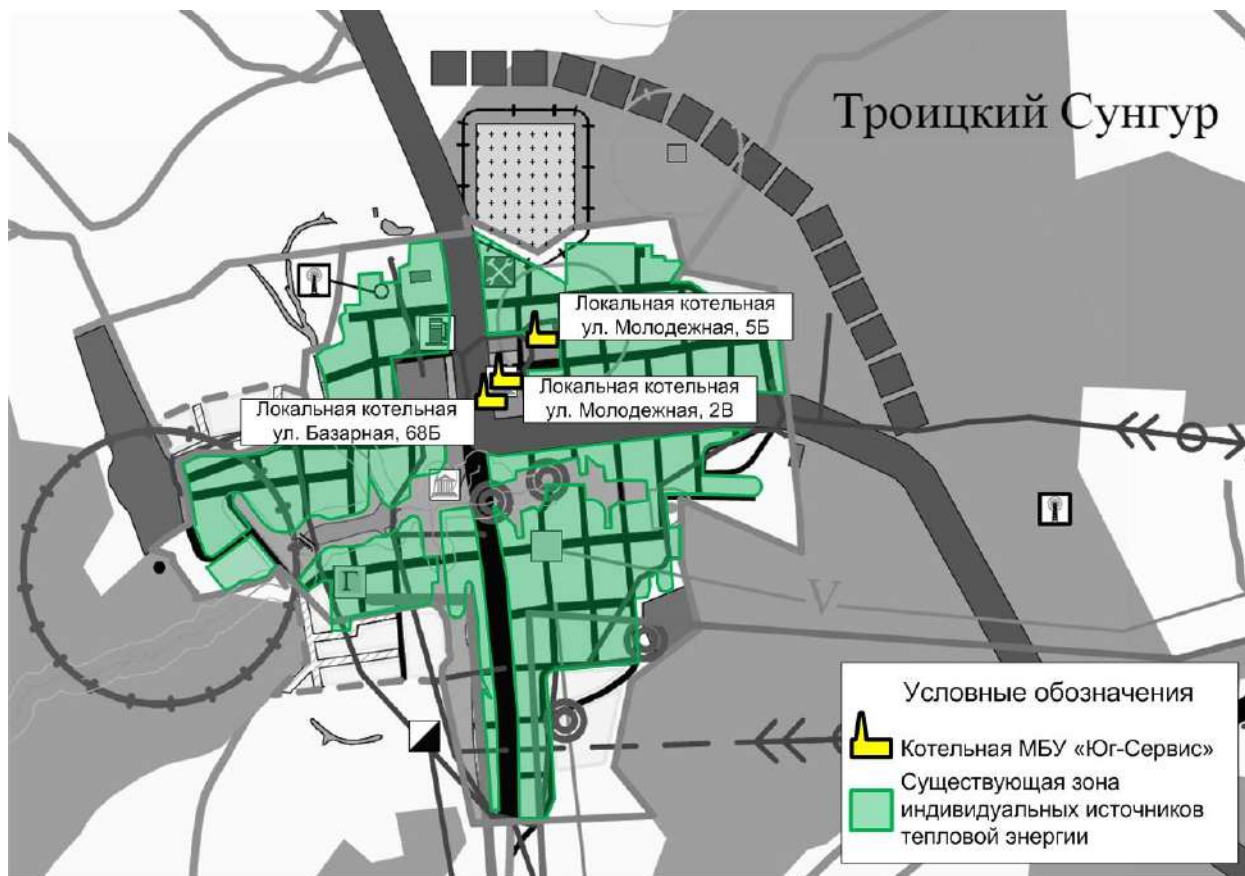 Троицкий Сунгур
Локальная котельная
ул. Молодежная, 5Б
Локальная котельная
ул. Молодежная, 2В
Локальная котельная
ул. Базарная, 68Б
Г
V
Условные обозначения
Котельная МБУ «Юг-Сервис»
Существующая зона
индивидуальных источников
тепловой энергии